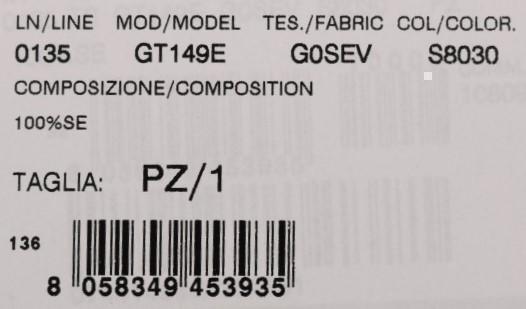 LN/LINE MOD/MODEL TES./FABRIC COL/COLOR.
0135 GT149E G0SEV S8030
COMPOSIZIONE/COMPOSITION
100%SE
TAGLIA: PZ/1
136
8 058349 453935